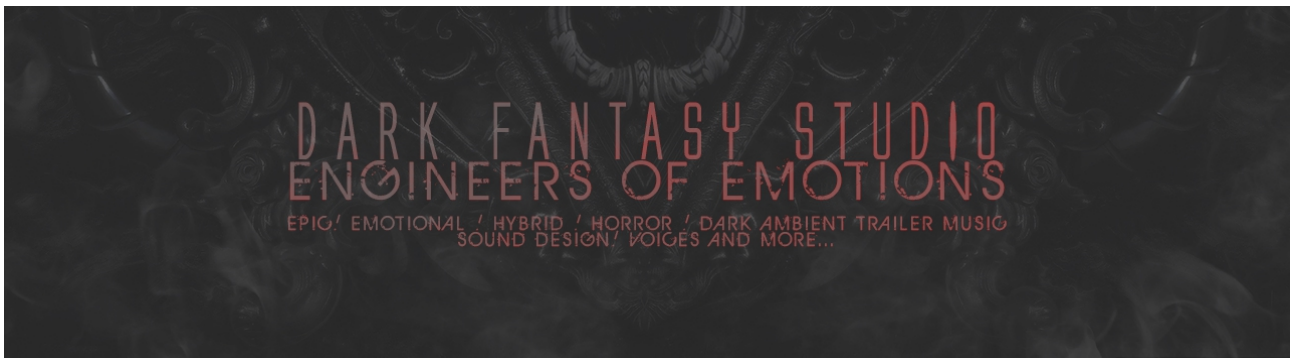 DARK FANTASY STUDIO
ENGINEERS OF EMOTIONS
EPIC/ EMOTIONAL / HYBRID / HORROR / DARK AMBIENT TRAILER MUSIC
SOUND DESIGN/ VOICES AND MORE...